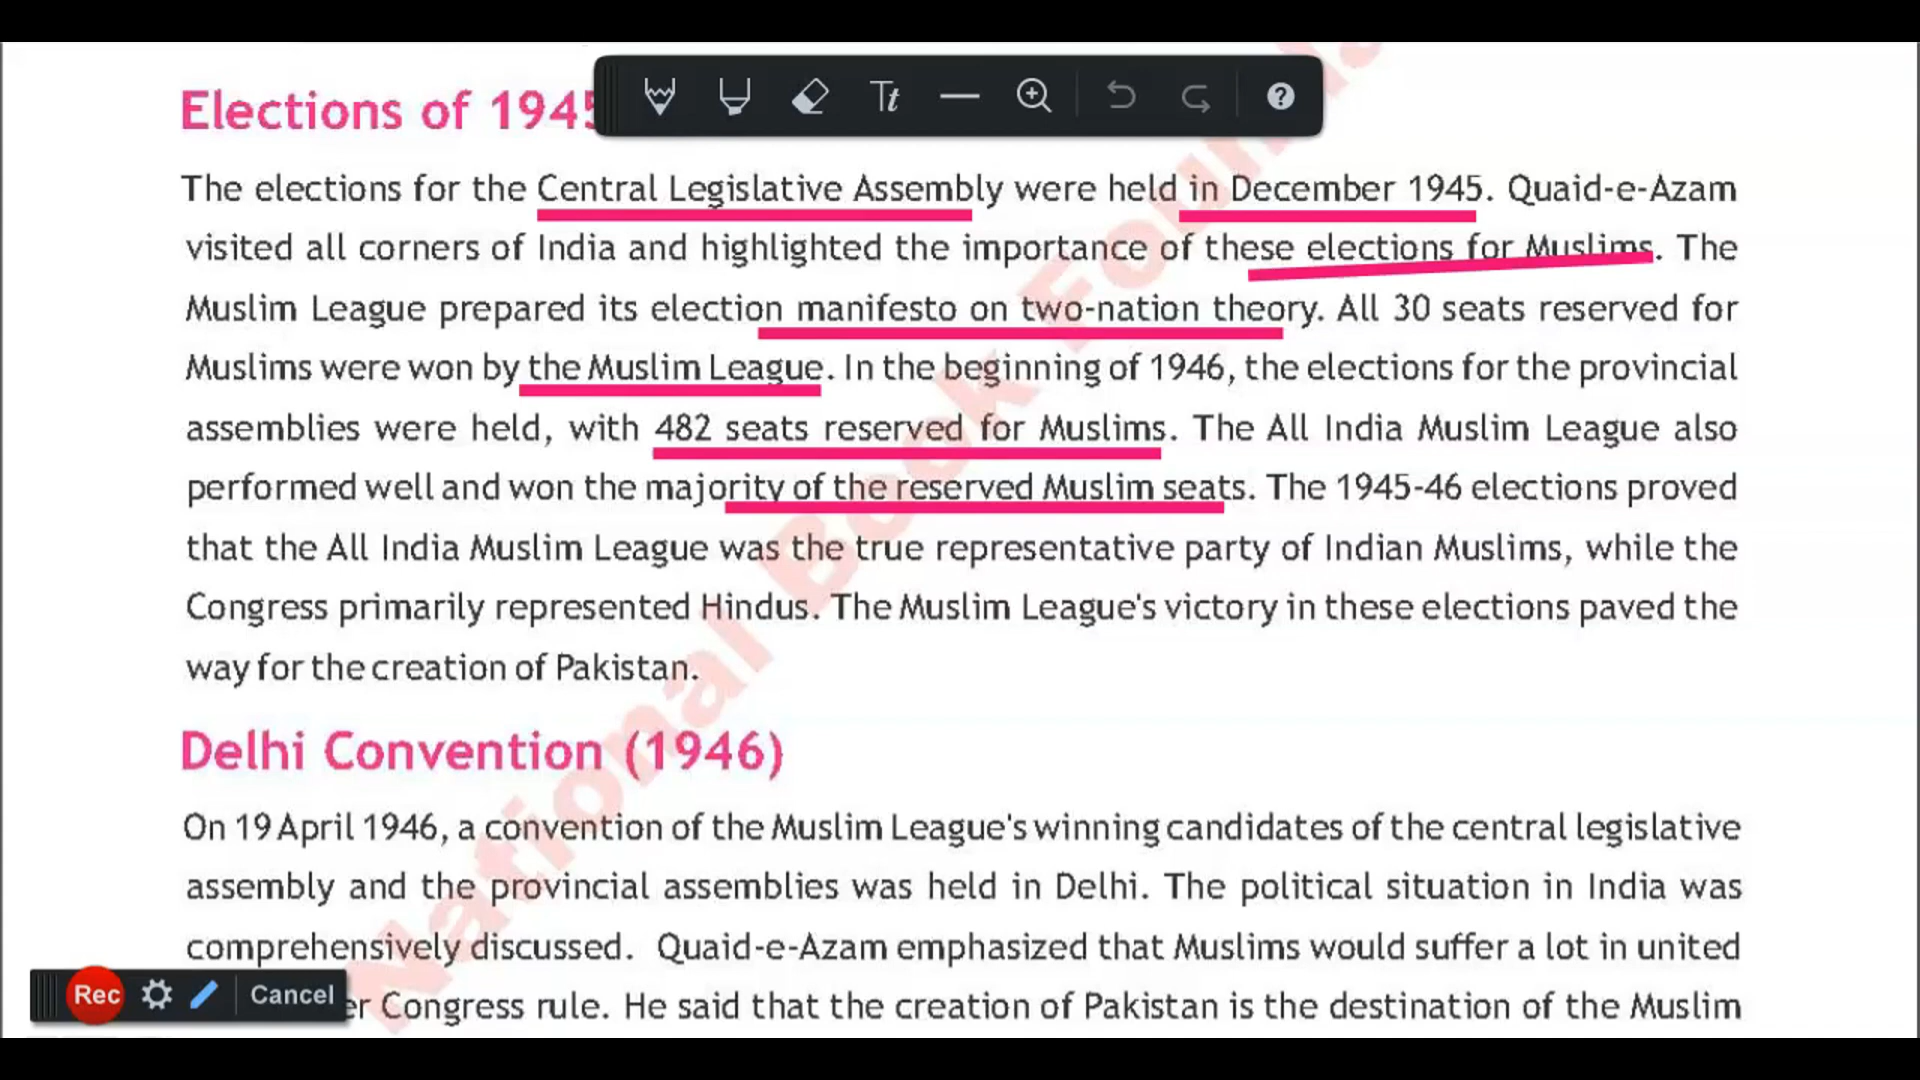 Elections of 1945
The elections for the Central Legislative Assembly were held in December 1945. Quaid-e-Azam
visited all corners of India and highlighted the importance of these elections for Muslims. The
Muslim League prepared its election manifesto on two-nation theory. All 30 seats reserved for
Muslims were won by the Muslim League. In the beginning of 1946, the elections for the provincial
assemblies were held, with 482 seats reserved for Muslims. The All India Muslim League also
performed well and won the majority of the reserved Muslim seats. The 1945-46 elections proved
that the All India Muslim League was the true representative party of Indian Muslims, while the
Congress primarily represented Hindus. The Muslim League's victory in these elections paved the
way for the creation of Pakistan.
Delhi Convention (1946)
On 19 April 1946, a convention of the Muslim League's winning candidates of the central legislative
assembly and the provincial assemblies was held in Delhi. The political situation in India was
comprehensively discussed. Quaid-e-Azam emphasized that Muslims would suffer a lot in united
Congress rule. He said that the creation of Pakistan is the destination of the Muslim
Rec Cancel
Tt
National Book